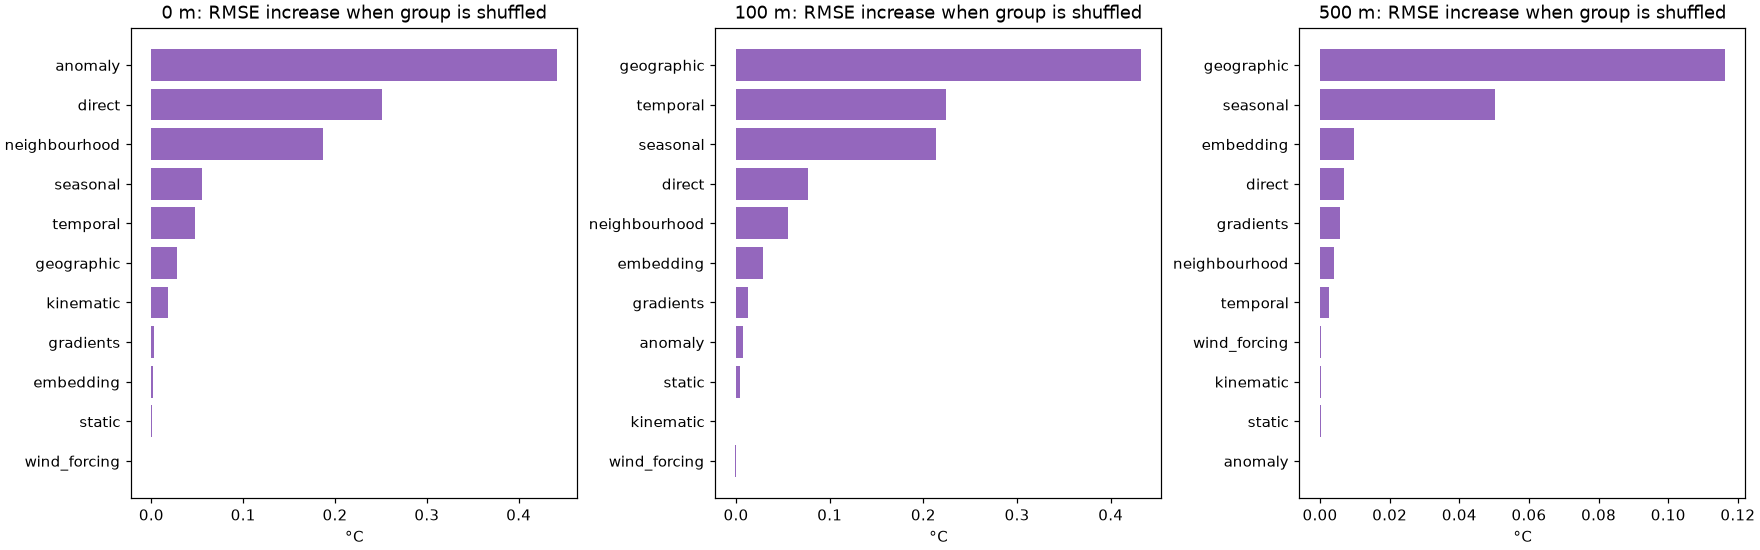 0 m: RMSE increase when group is shuffled
anomaly
direct
neighbourhood
seasonal
temporal
geographic
kinematic
gradients
embedding
static
wind_forcing
0.0 0.1 0.2 0.3 0.4
°C
100 m: RMSE increase when group is shuffled
geographic
temporal
seasonal
direct
neighbourhood
embedding
gradients
anomaly
static
kinematic
wind_forcing
0.0 0.1 0.2 0.3 0.4
°C
500 m: RMSE increase when group is shuffled
geographic
seasonal
embedding
direct
gradients
neighbourhood
temporal
wind_forcing
kinematic
static
anomaly
0.00 0.02 0.04 0.06 0.08 0.10 0.12
°C